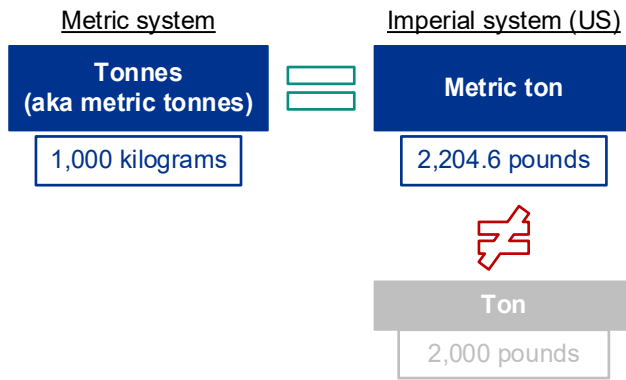 Metric system
Imperial system (US)
Tonnes
(aka metric tonnes)
Metric ton
1,000 kilograms
2,204.6 pounds
≠
Ton
2,000 pounds